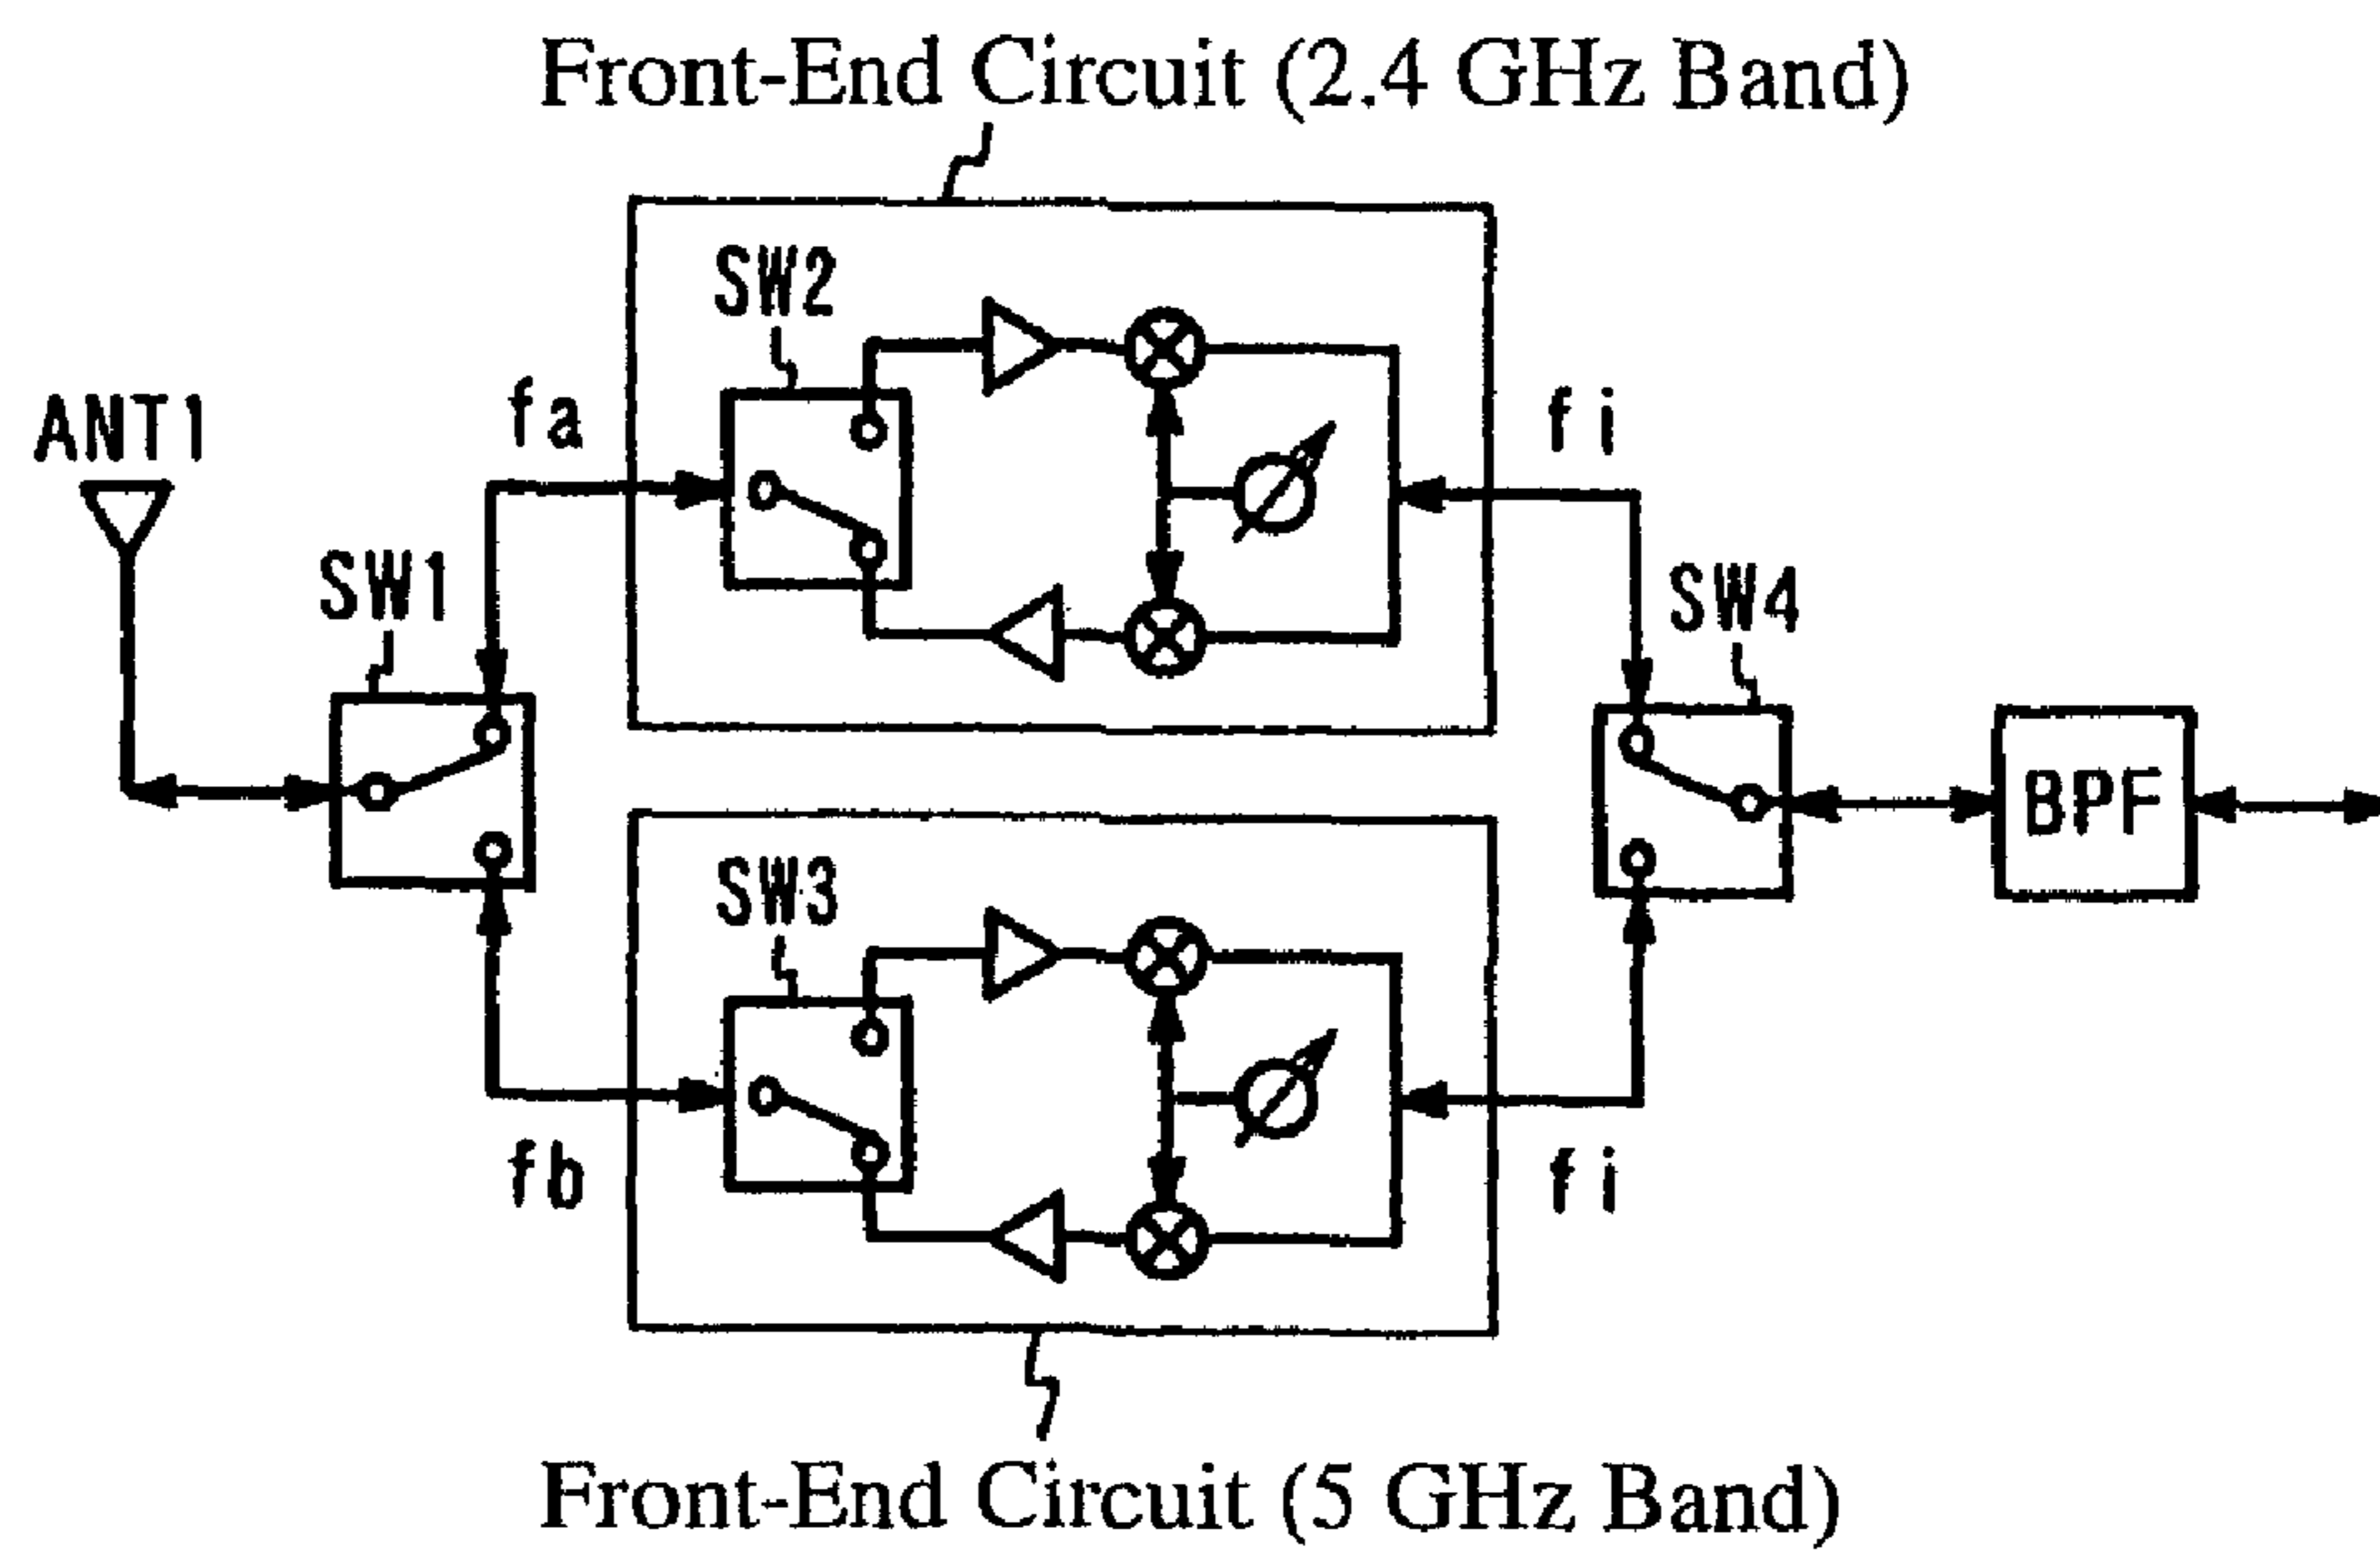 Front-End Circuit (2.4 GHz Band)
SW2
fa
fi
ANT1
SW1
SW4
BPF
SW3
fb
fi
Front-End Circuit (5 GHz Band)